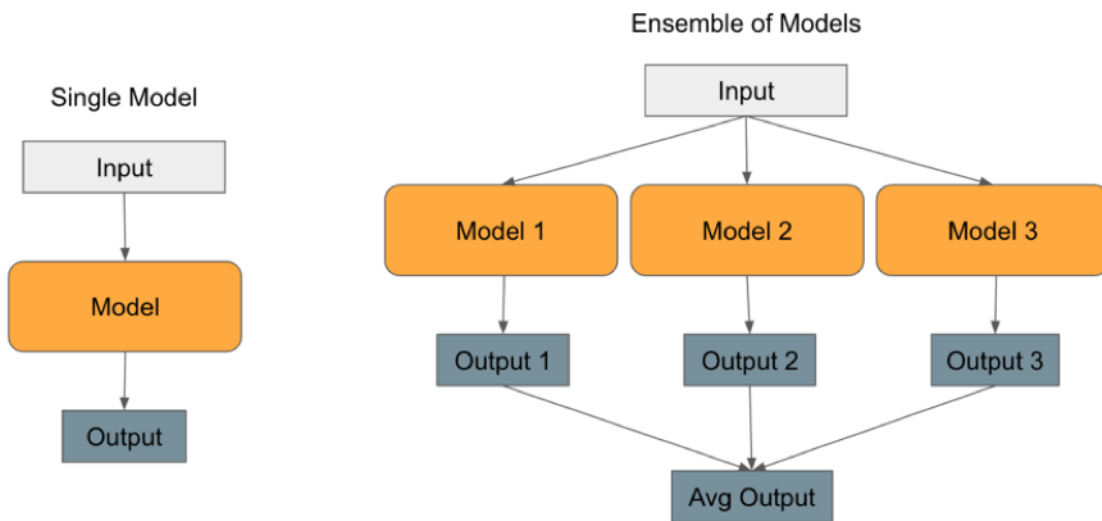 Single Model
Input
Model
Output
Ensemble of Models
Input
Model 1
Model 2
Model 3
Output 1
Output 2
Output 3
Avg Output